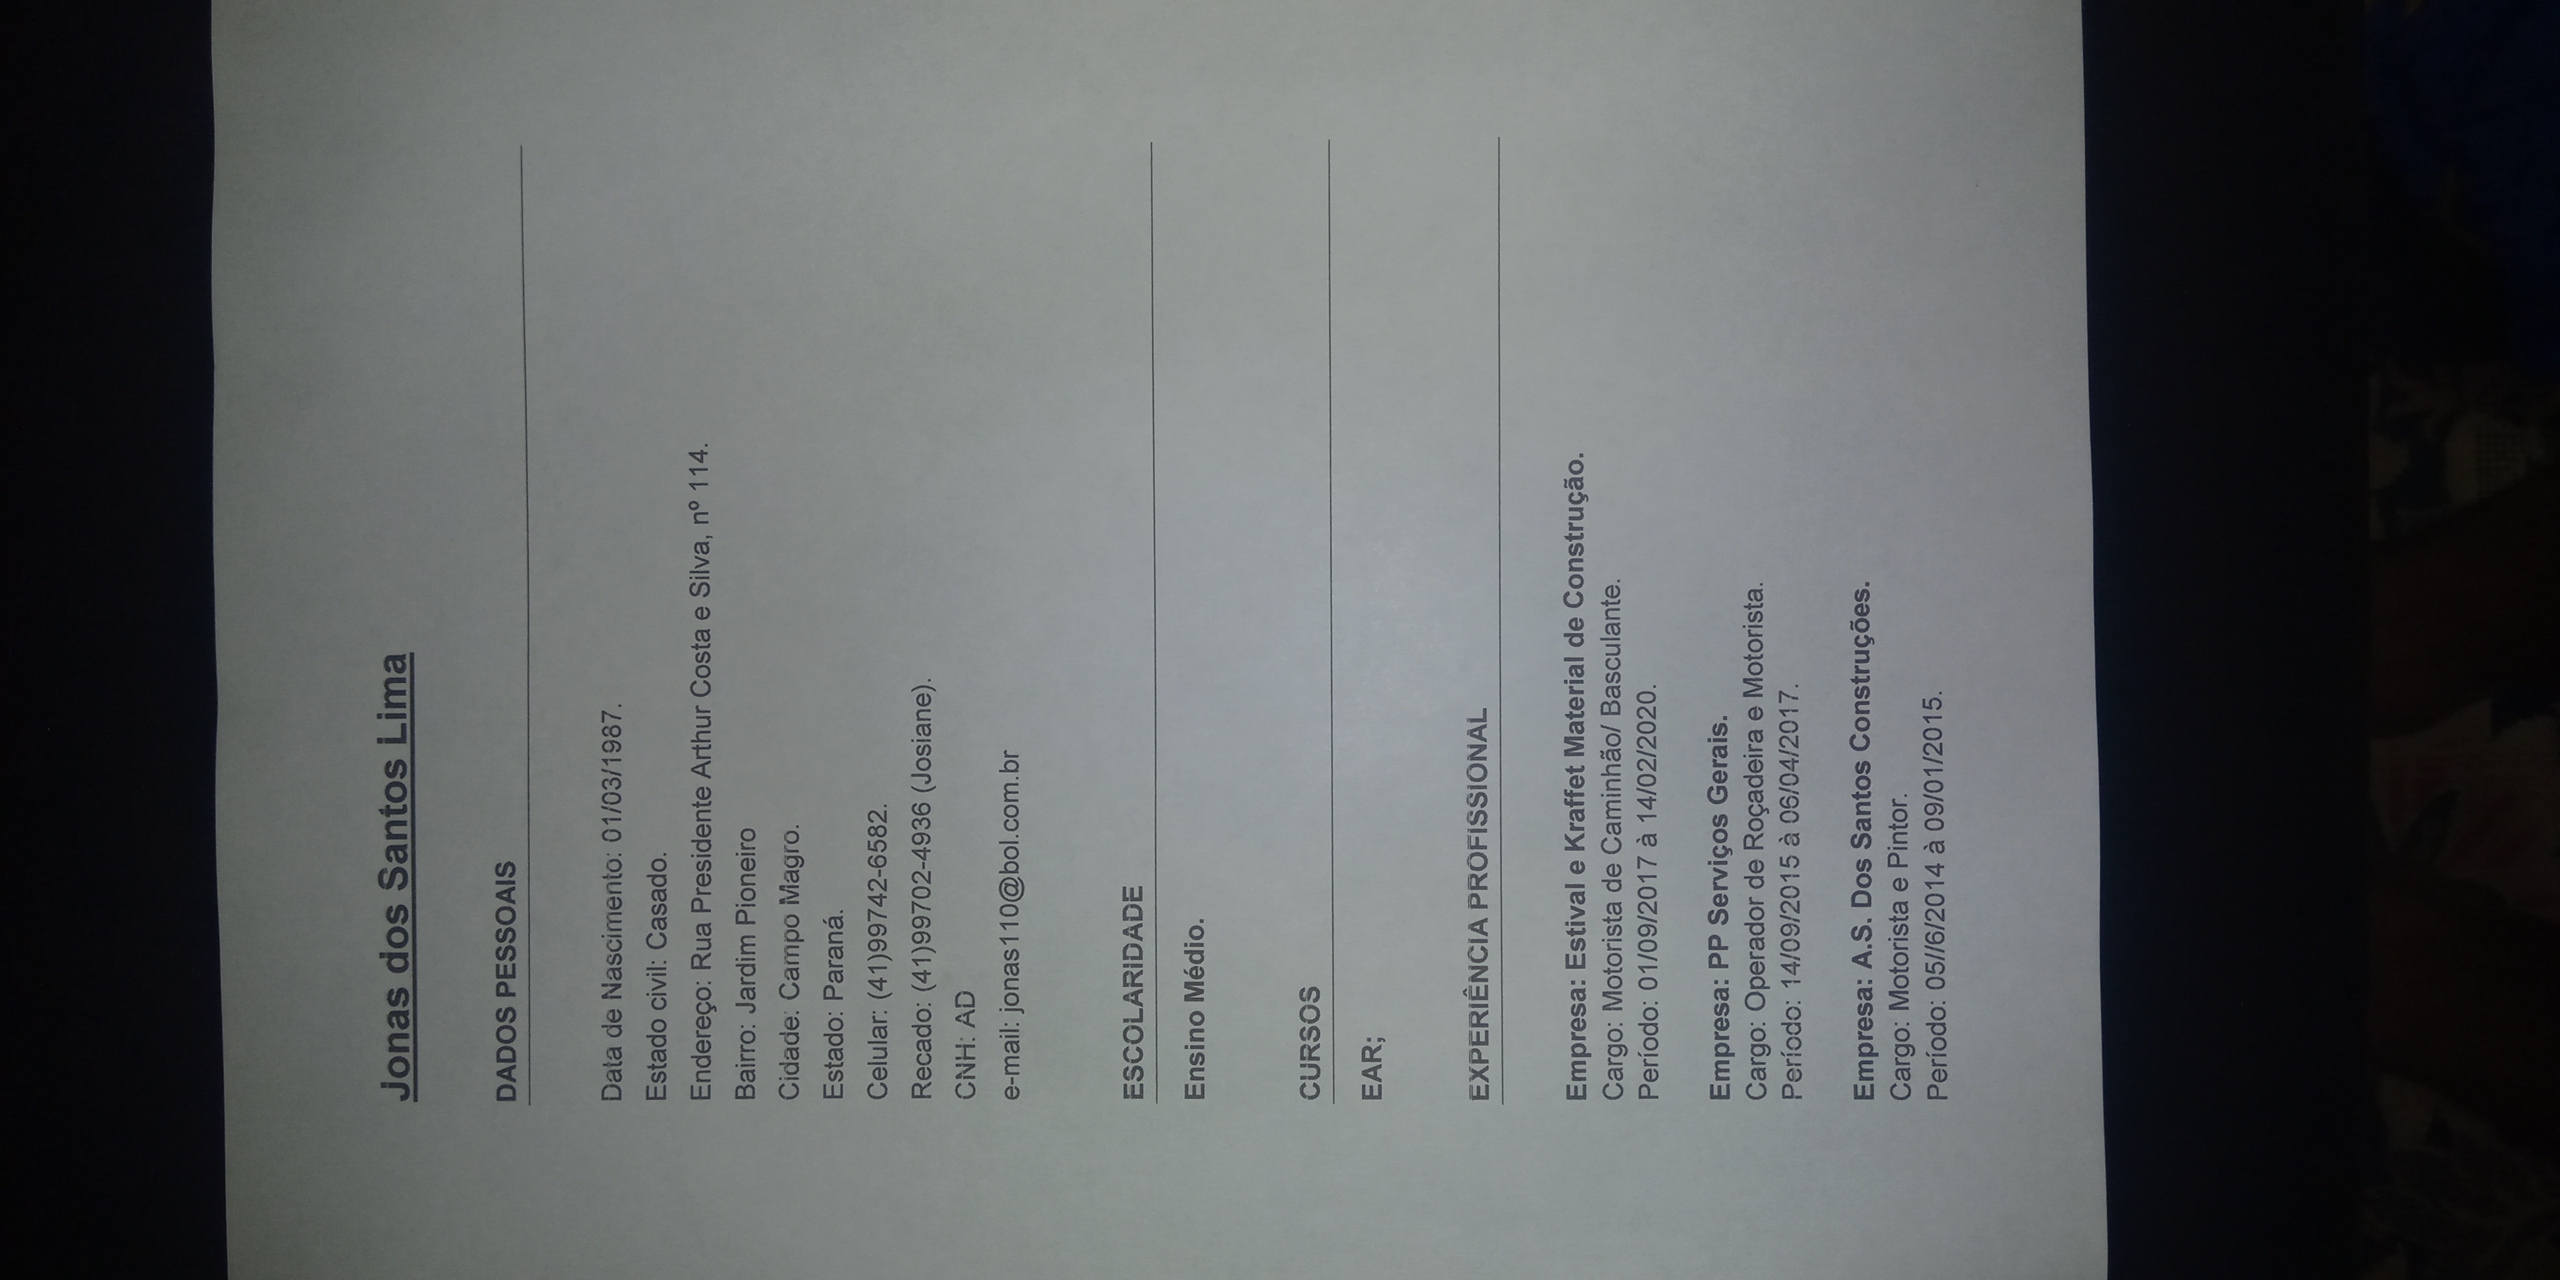 Jonas dos Santos Lima
DADOS PESSOAIS
Data de Nascimento: 01/03/1987.
Estado civil: Casado.
Endereço: Rua Presidente Arthur Costa e Silva, nº 114.
Bairro: Jardim Pioneiro
Cidade: Campo Magro.
Estado: Paraná.
Celular: (41)99742-6582.
Recado: (41)99702-4936 (Josiane).
CNH: AD
e-mail: jonas110@bol.com.br
ESCOLARIDADE
Ensino Médio.
CURSOS
EAR;
EXPERIÊNCIA PROFISSIONAL
Empresa: Estival e Kraffet Material de Construção.
Cargo: Motorista de Caminhão/ Basculante.
Período: 01/09/2017 à 14/02/2020.
Empresa: PP Serviços Gerais.
Cargo: Operador de Roçadeira e Motorista.
Período: 14/09/2015 à 06/04/2017.
Empresa: A.S. Dos Santos Construções.
Cargo: Motorista e Pintor.
Período: 05//6/2014 à 09/01/2015.